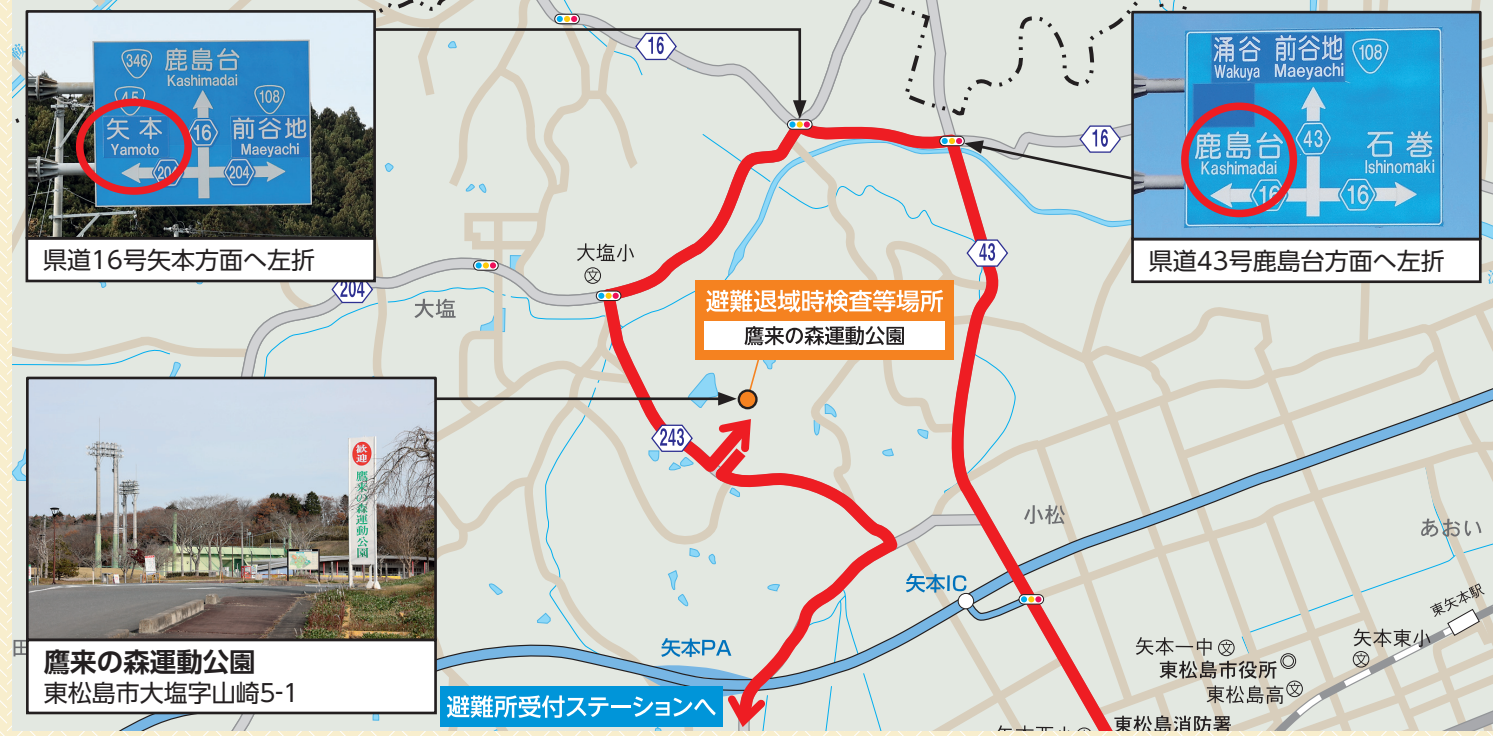 346
鹿島台
Kashimadai
45
108
矢本
Yamoto
16
前谷地
Maeyachi
204
204
県道16号矢本方面へ左折
涌谷 前谷地
Wakuya Maeyachi
108
鹿島台
Kashimadai
43
石巻
Ishinomaki
16
16
県道43号鹿島台方面へ左折
16
16
43
大塩小
文
204
大塩
避難退域時検査等場所
鷹来の森運動公園
243
歓迎
鷹来の森運動公園
鷹来の森運動公園
東松島市大塩字山崎5-1
小松
あおい
矢本IC
矢本PA
避難所受付ステーションへ
東矢本駅
矢本一中
文
矢本東小
文
東松島市役所
東松島高
文
東松島消防署